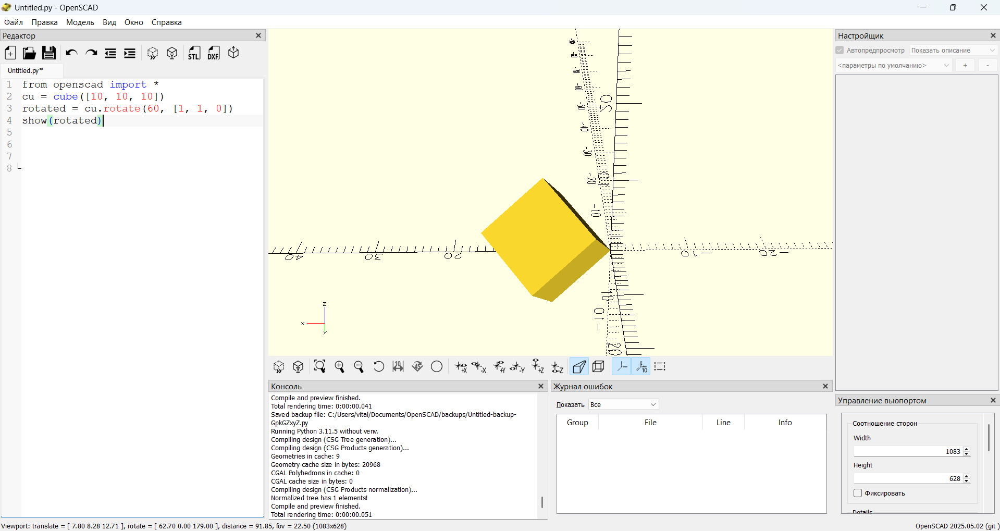 Untitled.py - OpenSCAD
Файл Правка Модель Вид Окно Справка
Редактор
STL DXF
Untitled.py*
1 from openscad import *
2 cu = cube([10, 10, 10])
3 rotated = cu.rotate(60, [1, 1, 0])
4 show(rotated)
5
6
7
8
-30
-20
-10
20
10
40
30
20
-10
-20
10
-10
20
z
x
y
10
+X -X +Y -Y +Z -Z
10
Консоль
Compile and preview finished.
Total rendering time: 0:00:00.041
Saved backup file: C:/Users/vital/Documents/OpenSCAD/backups/Untitled-backup-
GpkGZxyZ.py
Running Python 3.11.5 without venv.
Compiling design (CSG Tree generation)...
Compiling design (CSG Products generation)...
Geometries in cache: 9
Geometry cache size in bytes: 20968
CGAL Polyhedrons in cache: 0
CGAL cache size in bytes: 0
Compiling design (CSG Products normalization)...
Normalized tree has 1 elements!
Compile and preview finished.
Total rendering time: 0:00:00.051
Журнал ошибок
Показать Все
Group File Line Info
Настройщик
Автопредпросмотр Показать описание
<параметры по умолчанию> + -
Управление вьюпортом
Соотношение сторон
Width
1083
Height
628
Фиксировать
Details
Viewport: translate = [ 7.80 8.28 12.71 ], rotate = [ 62.70 0.00 179.00 ], distance = 91.85, fov = 22.50 (1083x628)
OpenSCAD 2025.05.02 (git )